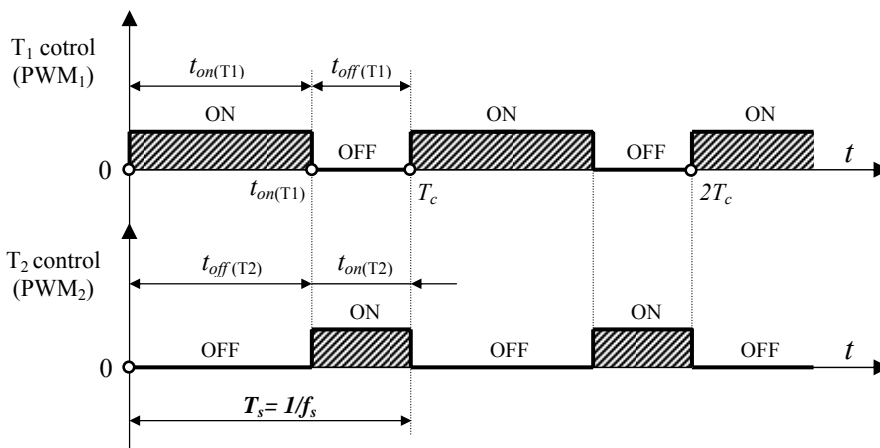 T1 cotrol
(PWM1)
ton(T1) toff(T1)
ON ON ON
OFF OFF
0 t
ton(T1) Tc 2Tc
T2 control
(PWM2)
toff(T2) ton(T2)
ON ON
OFF OFF OFF
0 t
Ts= 1/fs